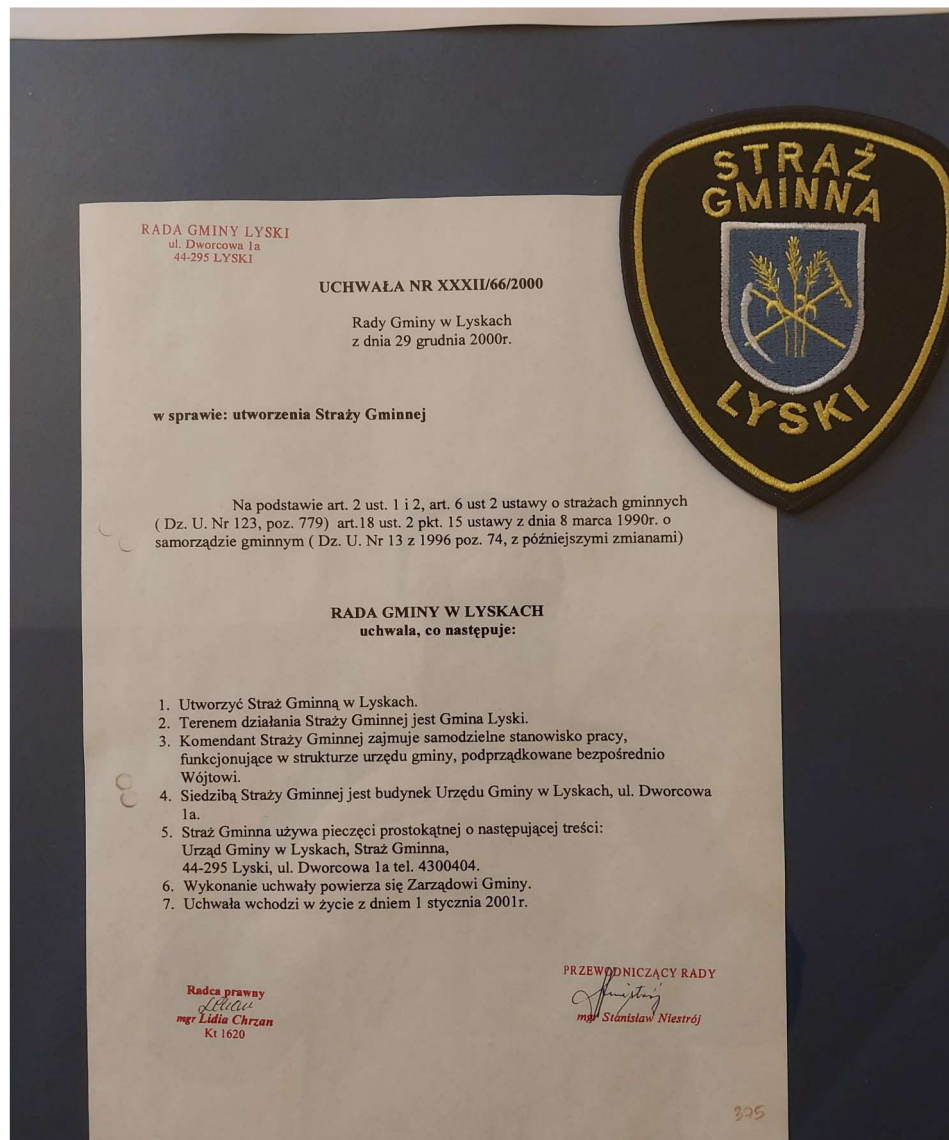 STRAŻ
GMINNA
LYSKI
RADA GMINY LYSKI
ul. Dworcowa 1a
44-295 LYSKI
UCHWAŁA NR XXXII/66/2000
Rady Gminy w Lyskach
z dnia 29 grudnia 2000r.
w sprawie: utworzenia Straży Gminnej
Na podstawie art. 2 ust. 1 i 2, art. 6 ust 2 ustawy o strażach gminnych
( Dz. U. Nr 123, poz. 779) art.18 ust. 2 pkt. 15 ustawy z dnia 8 marca 1990r. o
samorządzie gminnym ( Dz. U. Nr 13 z 1996 poz. 74, z późniejszymi zmianami)
RADA GMINY W LYSKACH
uchwala, co następuje:
1. Utworzyć Straż Gminną w Lyskach.
2. Terenem działania Straży Gminnej jest Gmina Lyski.
3. Komendant Straży Gminnej zajmuje samodzielne stanowisko pracy,
funkcjonujące w strukturze urzędu gminy, podprządkowane bezpośrednio
Wójtowi.
4. Siedzibą Straży Gminnej jest budynek Urzędu Gminy w Lyskach, ul. Dworcowa
1a.
5. Straż Gminna używa pieczęci prostokątnej o następującej treści:
Urząd Gminy w Lyskach, Straż Gminna,
44-295 Lyski, ul. Dworcowa 1a tel. 4300404.
6. Wykonanie uchwały powierza się Zarządowi Gminy.
7. Uchwała wchodzi w życie z dniem 1 stycznia 2001r.
Radca prawny
mgr Lidia Chrzan
Kt 1620
PRZEWODNICZĄCY RADY
mgr Stanisław Niestrój
325